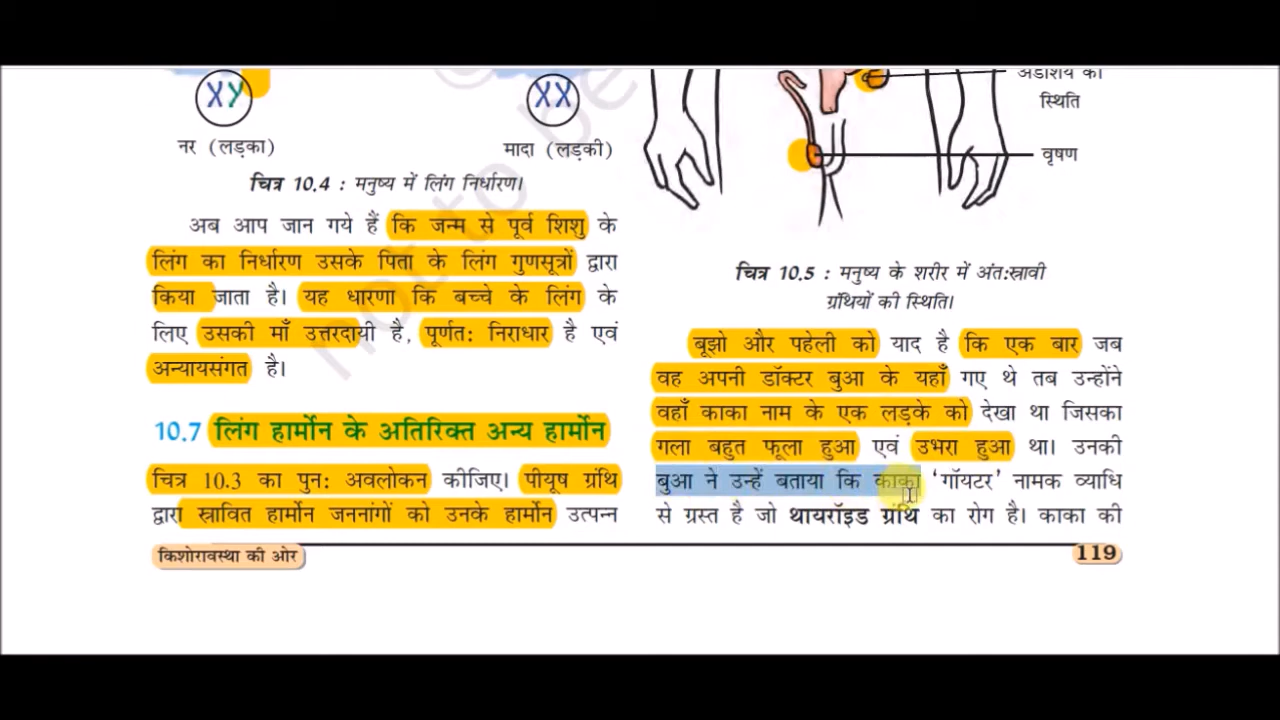 XY
XX
नर (लड़का)
मादा (लड़की)
चित्र 10.4 : मनुष्य में लिंग निर्धारण।
अब आप जान गये हैं कि जन्म से पूर्व शिशु के
लिंग का निर्धारण उसके पिता के लिंग गुणसूत्रों द्वारा
किया जाता है। यह धारणा कि बच्चे के लिंग के
लिए उसकी माँ उत्तरदायी है, पूर्णत: निराधार है एवं
अन्यायसंगत है।
10.7 लिंग हार्मोन के अतिरिक्त अन्य हार्मोन
चित्र 10.3 का पुन: अवलोकन कीजिए। पीयूष ग्रंथि
द्वारा स्रावित हार्मोन जननांगों को उनके हार्मोन उत्पन्न
स्थिति
वृषण
चित्र 10.5 : मनुष्य के शरीर में अंत:स्रावी
ग्रंथियों की स्थिति।
बूझो और पहेली को याद है कि एक बार जब
वह अपनी डॉक्टर बुआ के यहाँ गए थे तब उन्होंने
वहाँ काका नाम के एक लड़के को देखा था जिसका
गला बहुत फूला हुआ एवं उभरा हुआ था। उनकी
बुआ ने उन्हें बताया कि काका ‘गॉयटर’ नामक व्याधि
से ग्रस्त है जो थायरॉइड ग्रंथि का रोग है। काका की
किशोरावस्था की ओर
119
not to be